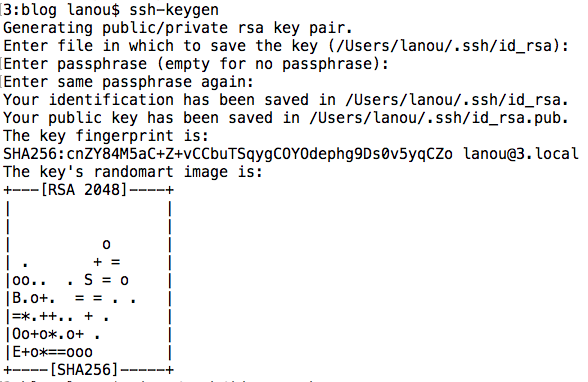 3:blog lanou$ ssh-keygen
Generating public/private rsa key pair.
Enter file in which to save the key (/Users/lanou/.ssh/id_rsa):
Enter passphrase (empty for no passphrase):
Enter same passphrase again:
Your identification has been saved in /Users/lanou/.ssh/id_rsa.
Your public key has been saved in /Users/lanou/.ssh/id_rsa.pub.
The key fingerprint is:
SHA256:cnZY84M5aC+Z+vCCbuTSqygCOYOdephg9Ds0v5yqCZo lanou@3.local
The key's randomart image is:
+---[RSA 2048]----+
|                 |
|                 |
|          o      |
| .       + =     |
|oo..  . S = o    |
|B.o+.  = = . .   |
|=*.++.. + .      |
|Oo+o*.o+ .       |
|E+o*==ooo        |
+----[SHA256]-----+